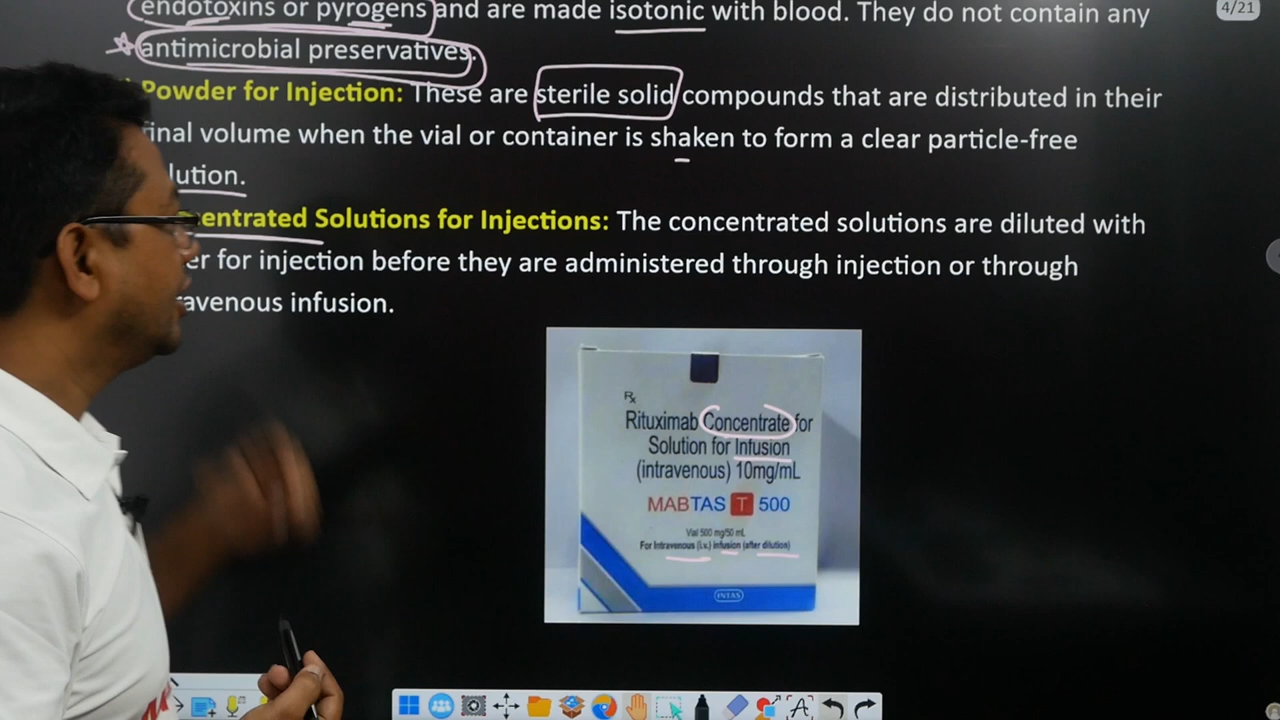 endotoxins or pyrogens and are made isotonic with blood. They do not contain any
4/21
antimicrobial preservatives.
Powder for Injection: These are sterile solid compounds that are distributed in their
final volume when the vial or container is shaken to form a clear particle-free
lution.
centrated Solutions for Injections: The concentrated solutions are diluted with
er for injection before they are administered through injection or through
ravenous infusion.
Rx
Rituximab Concentrate for
Solution for Infusion
(intravenous) 10mg/mL
MABTAS T 500
Vial 500 mg/50 mL
For Intravenous (i.v.) infusion (after dilution)
INTAS